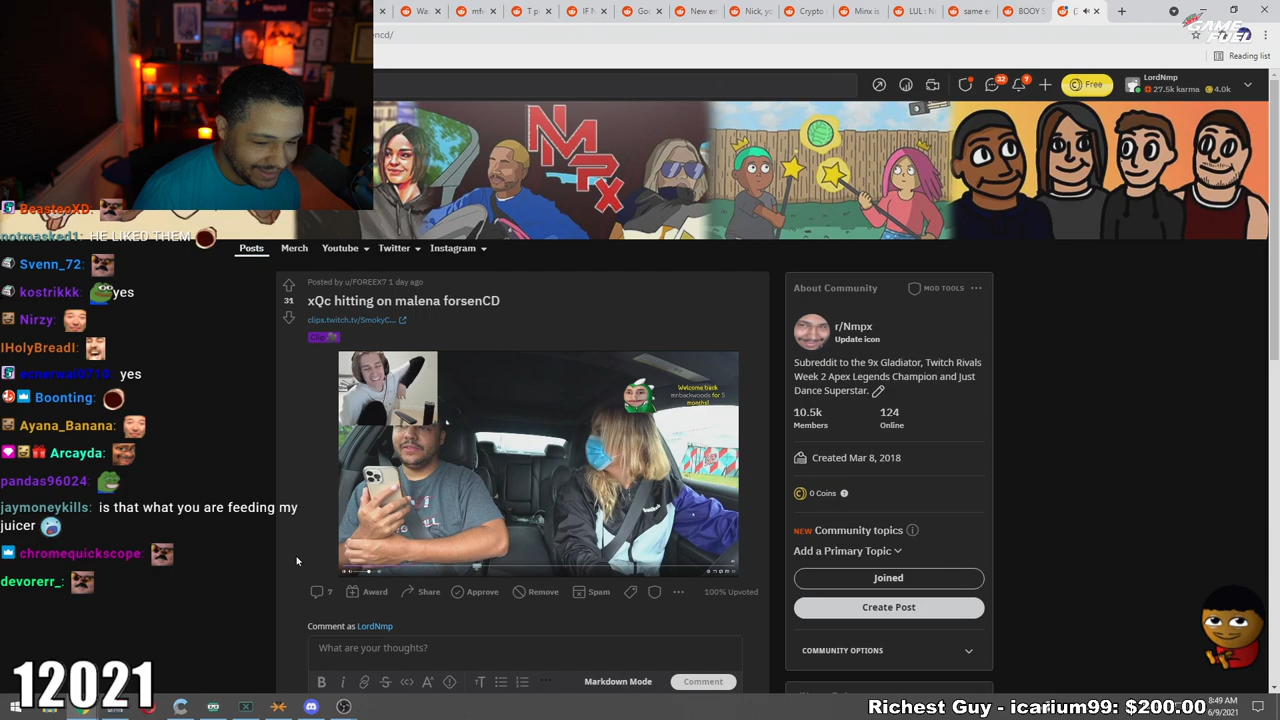 Wa
mf
T p
IF N
Go
New e
Nick, y
Crypto
Minx is
LUL : N
same e
BOOY S
GAME
FUEL
encd/
Reading list
32
7
Free
LordNmp
27.5k karma
4.0k
NMPX
BeasteoXD:
notmasked1: HE LIKED THEM
Svenn_72:
kostrikkk: yes
Nirzy:
IHolyBreadI:
yes
Boonting:
Ayana_Banana:
Arcayda:
pandas96024:
jaymoneykills: is that what you are feeding my
juicer
chromequickscope:
devorerr_:
12021
Posts
Merch
Youtube
Twitter
Instagram
Posted by u/FOREEX7 1 day ago
31
xQc hitting on malena forsenCD
clips.twitch.tv/SmokyC...
Clip
Welcome back
mrbackwoods for 5
months!
7
Award
Share
Approve
Remove
Spam
100% Upvoted
Comment as LordNmp
What are your thoughts?
Markdown Mode
Comment
About Community
MOD TOOLS
r/Nmpx
Update icon
Subreddit to the 9x Gladiator, Twitch Rivals
Week 2 Apex Legends Champion and Just
Dance Superstar.
10.5k
124
Members
Online
Created Mar 8, 2018
0 Coins
NEW Community topics
Add a Primary Topic
Joined
Create Post
COMMUNITY OPTIONS
Richest Guy - icarium99: $200.00
8:49 AM
6/9/2021